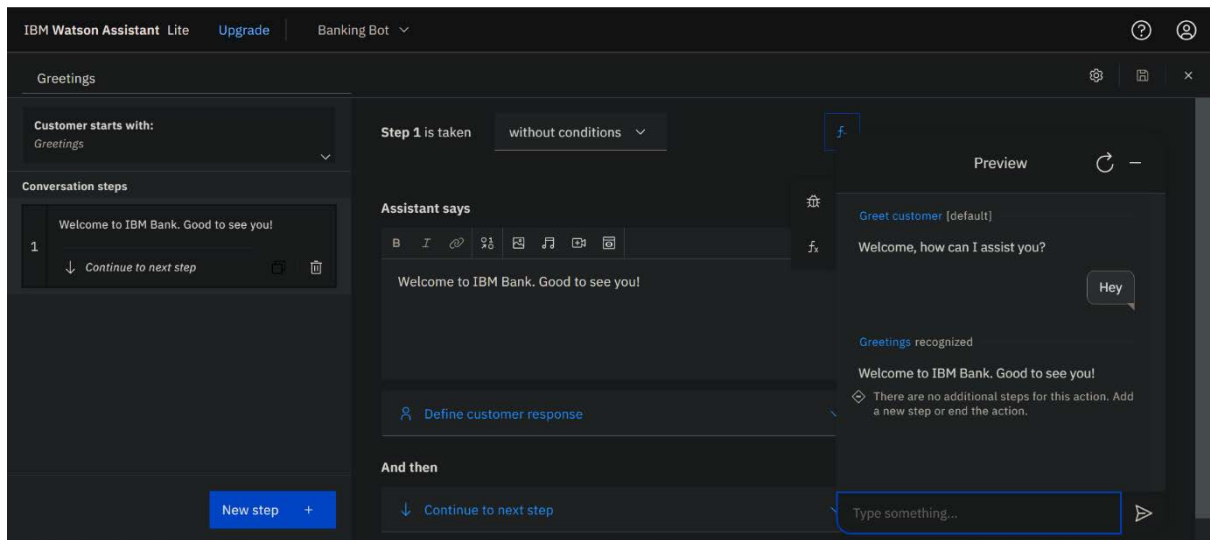 IBM Watson Assistant Lite Upgrade Banking Bot
Greetings
Customer starts with:
Greetings
Conversation steps
1
Welcome to IBM Bank. Good to see you!
Continue to next step
New step +
Step 1 is taken without conditions
Assistant says
B I
Welcome to IBM Bank. Good to see you!
Define customer response
And then
Continue to next step
fx
Preview
Greet customer [default]
Welcome, how can I assist you?
Hey
Greetings recognized
Welcome to IBM Bank. Good to see you!
There are no additional steps for this action. Add
a new step or end the action.
Type something...